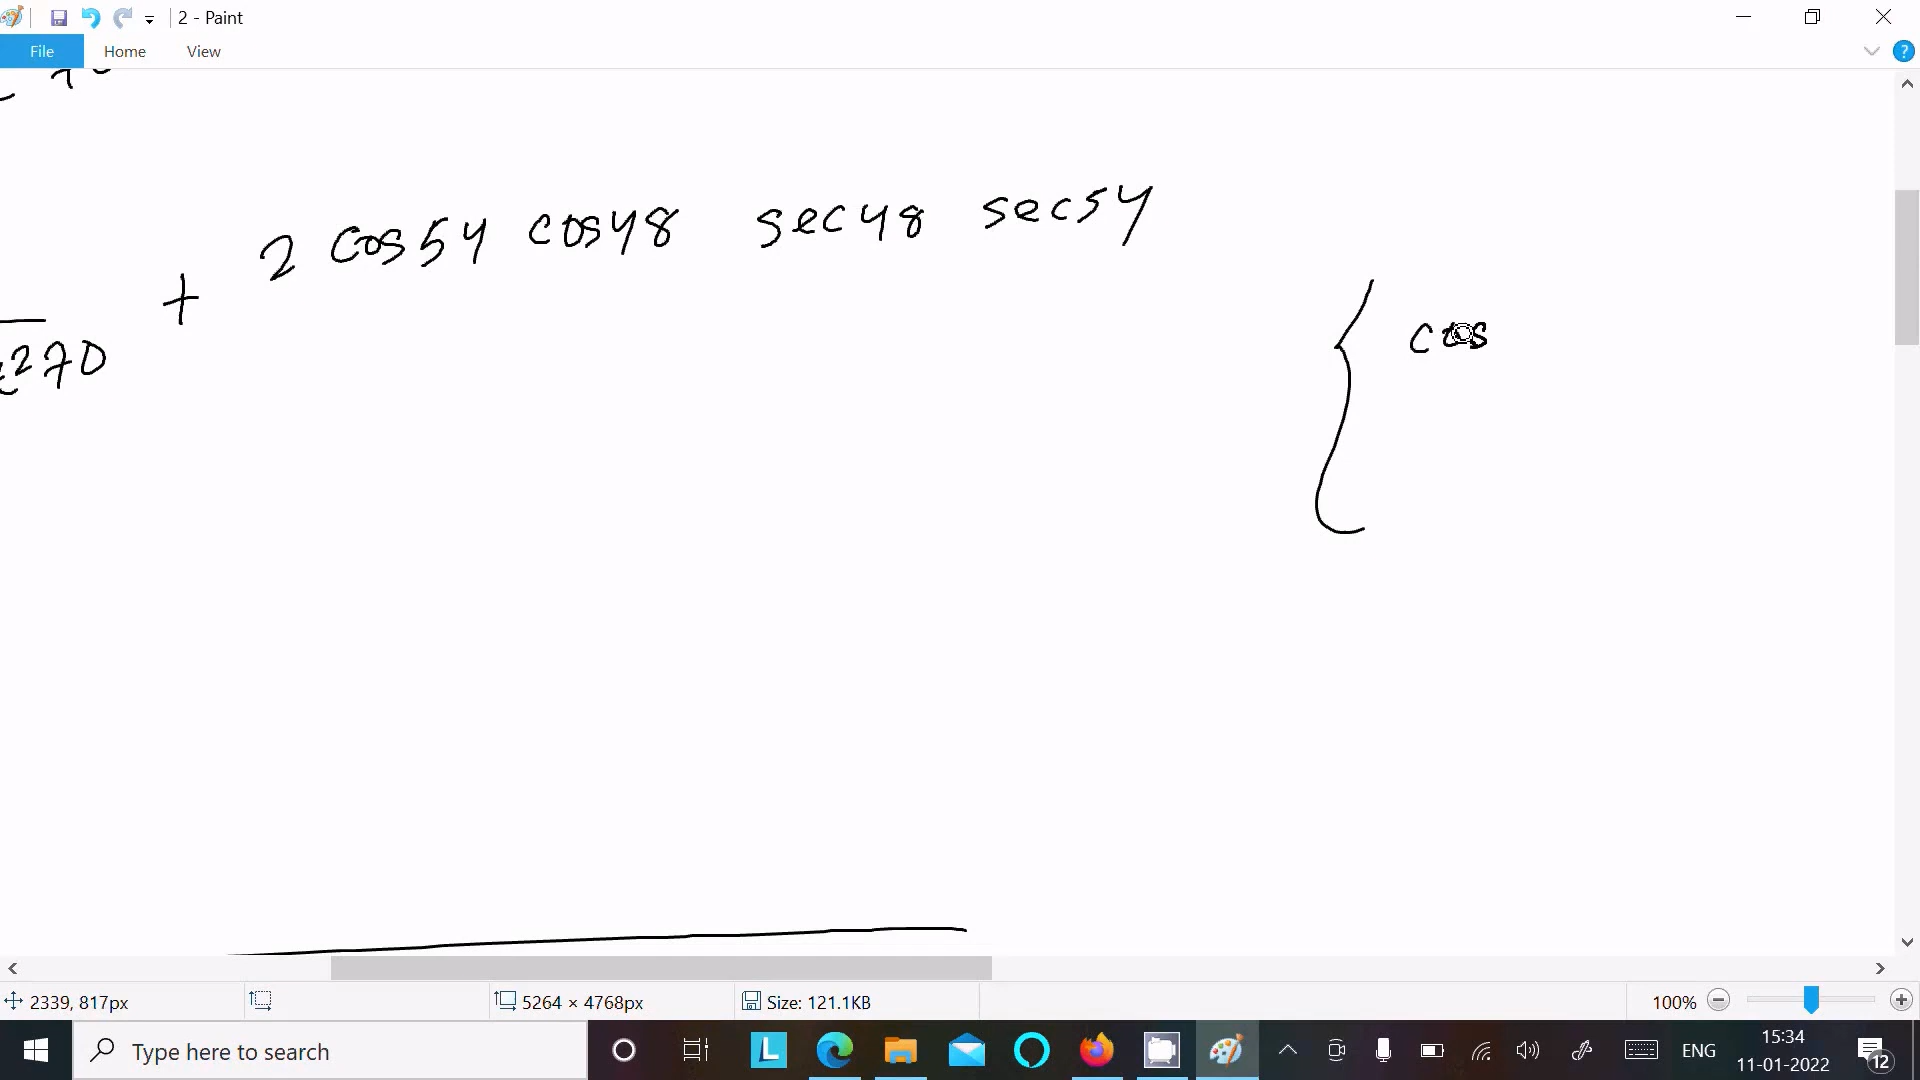 2 - Paint
File Home View
2 cos54 cos48 sec48 sec54
+
{ cos
270
2339, 817px
5264 × 4768px
Size: 121.1KB
100%
Type here to search
L
ENG
15:34
11-01-2022
12